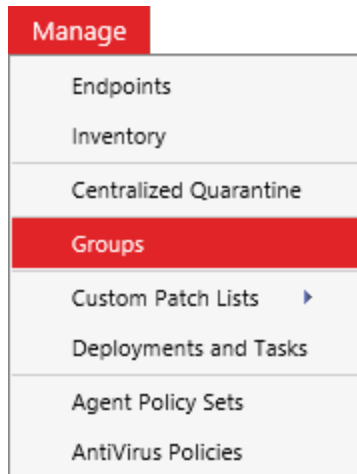 Manage
Endpoints
Inventory
Centralized Quarantine
Groups
Custom Patch Lists
Deployments and Tasks
Agent Policy Sets
AntiVirus Policies